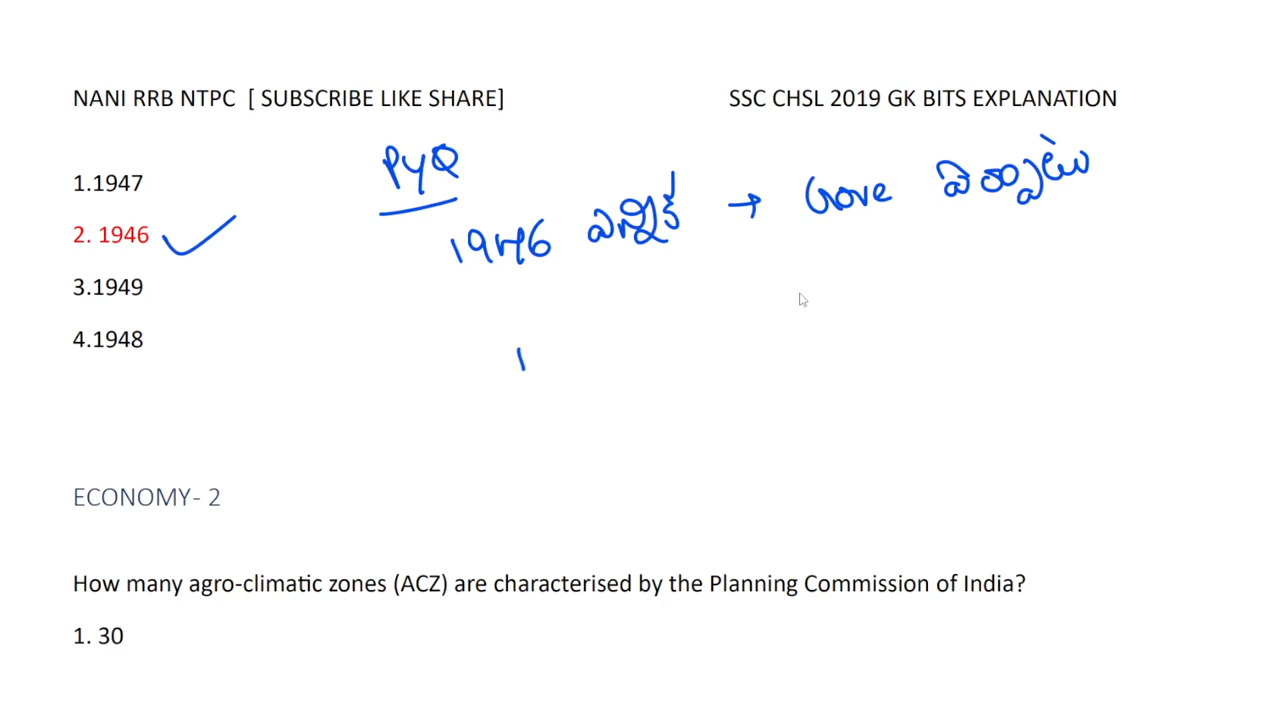 NANI RRB NTPC [ SUBSCRIBE LIKE SHARE] SSC CHSL 2019 GK BITS EXPLANATION
PYQ
1.1947
1946 →
2. 1946
3.1949
4.1948
ECONOMY- 2
How many agro-climatic zones (ACZ) are characterised by the Planning Commission of India?
1. 30